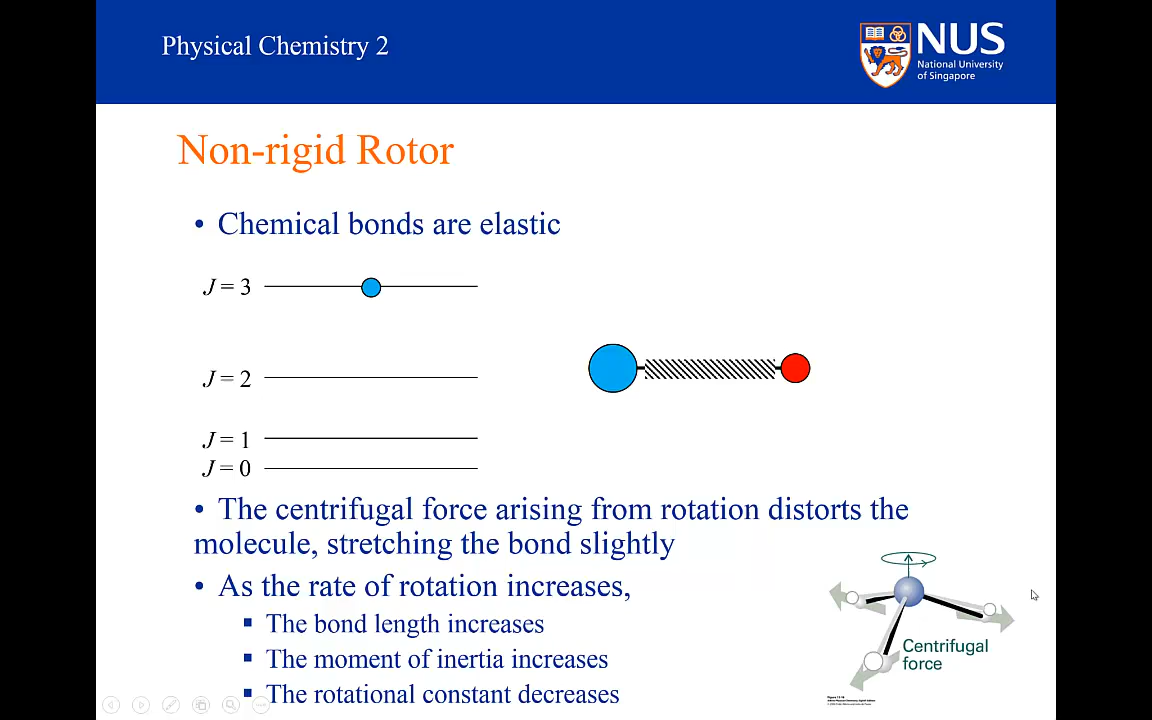 Physical Chemistry 2
NUS
National University
of Singapore
Non-rigid Rotor
• Chemical bonds are elastic
J = 3
J = 2
J = 1
J = 0
• The centrifugal force arising from rotation distorts the
molecule, stretching the bond slightly
• As the rate of rotation increases,
▪ The bond length increases
▪ The moment of inertia increases
▪ The rotational constant decreases
Centrifugal
force